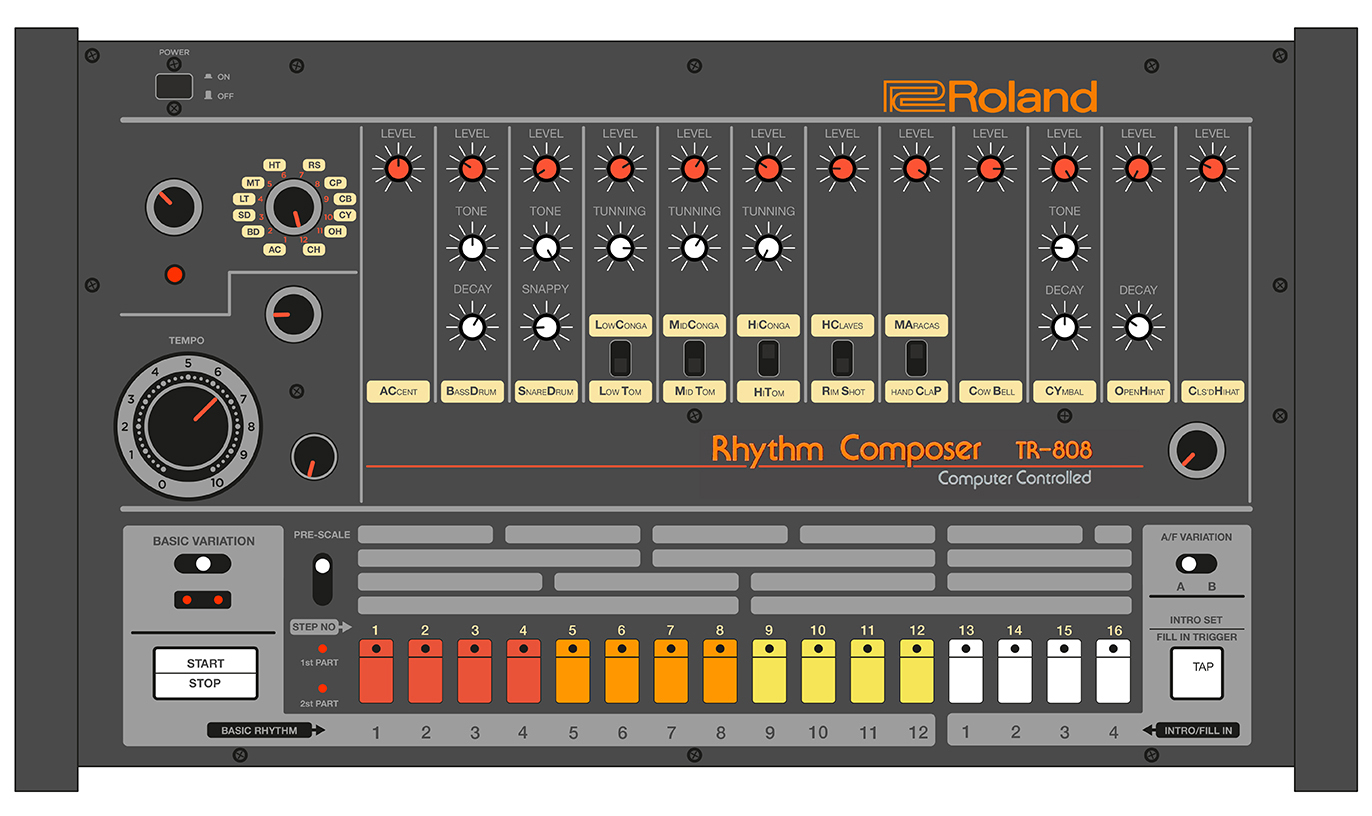 POWER
ON
OFF
Roland
LEVEL LEVEL LEVEL LEVEL LEVEL LEVEL LEVEL LEVEL LEVEL LEVEL LEVEL LEVEL
HT RS
MT CP
LT CB
SD CY
BD OH
AC CH
1 2 3 4 5 6 7 8 9 10 11 12
TONE TONE TUNNING TUNNING TUNNING TONE
DECAY SNAPPY DECAY DECAY
LOWCONGA MIDCONGA HICONGA HCLAVES MARACAS
ACCENT BASSDRUM SNAREDRUM LOW TOM MID TOM HITOM RIM SHOT HAND CLAP COW BELL CYMBAL OPENHIHAT CLS'DHIHAT
TEMPO
0 1 2 3 4 5 6 7 8 9 10
Rhythm Composer TR-808
Computer Controlled
BASIC VARIATION
PRE-SCALE
A/F VARIATION
A B
STEP NO
1 2 3 4 5 6 7 8 9 10 11 12 13 14 15 16
INTRO SET
FILL IN TRIGGER
TAP
START
STOP
1st PART
2st PART
BASIC RHYTHM
1 2 3 4 5 6 7 8 9 10 11 12 1 2 3 4
INTRO/FILL IN